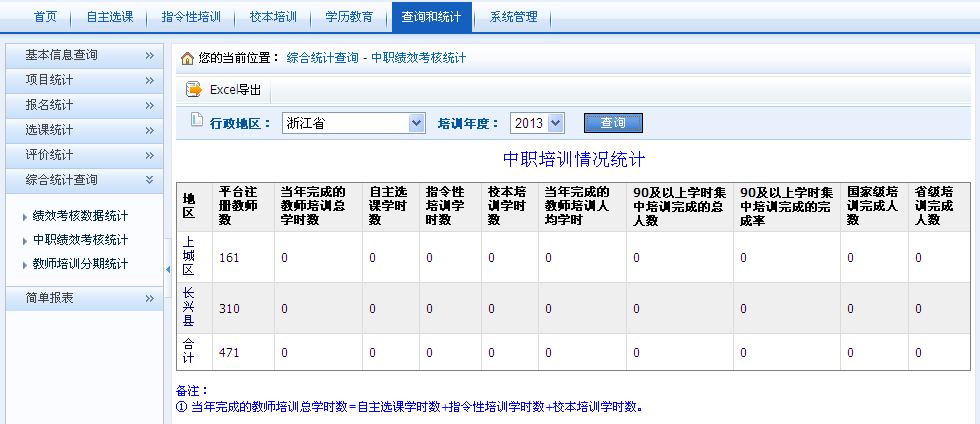 首页 自主选课 指令性培训 校本培训 学历教育 查询和统计 系统管理
基本信息查询 »
项目统计 »
报名统计 »
选课统计 »
评价统计 »
综合统计查询
绩效考核数据统计
中职绩效考核统计
教师培训分期统计
简单报表 »
您的当前位置： 综合统计查询 - 中职绩效考核统计
Excel导出
行政地区： 浙江省 培训年度： 2013 查询
中职培训情况统计
地区 平台注册教师数 当年完成的教师培训总学时数 自主选课学时数 指令性培训学时数 校本培训学时数 当年完成的教师培训人均学时 90及以上学时集中培训完成的总人数 90及以上学时集中培训完成的完成率 国家级培训完成人数 省级培训完成人数
上城区 161 0 0 0 0 0 0 0 0 0
长兴县 310 0 0 0 0 0 0 0 0 0
合计 471 0 0 0 0 0 0 0 0 0
备注：
① 当年完成的教师培训总学时数=自主选课学时数+指令性培训学时数+校本培训学时数。